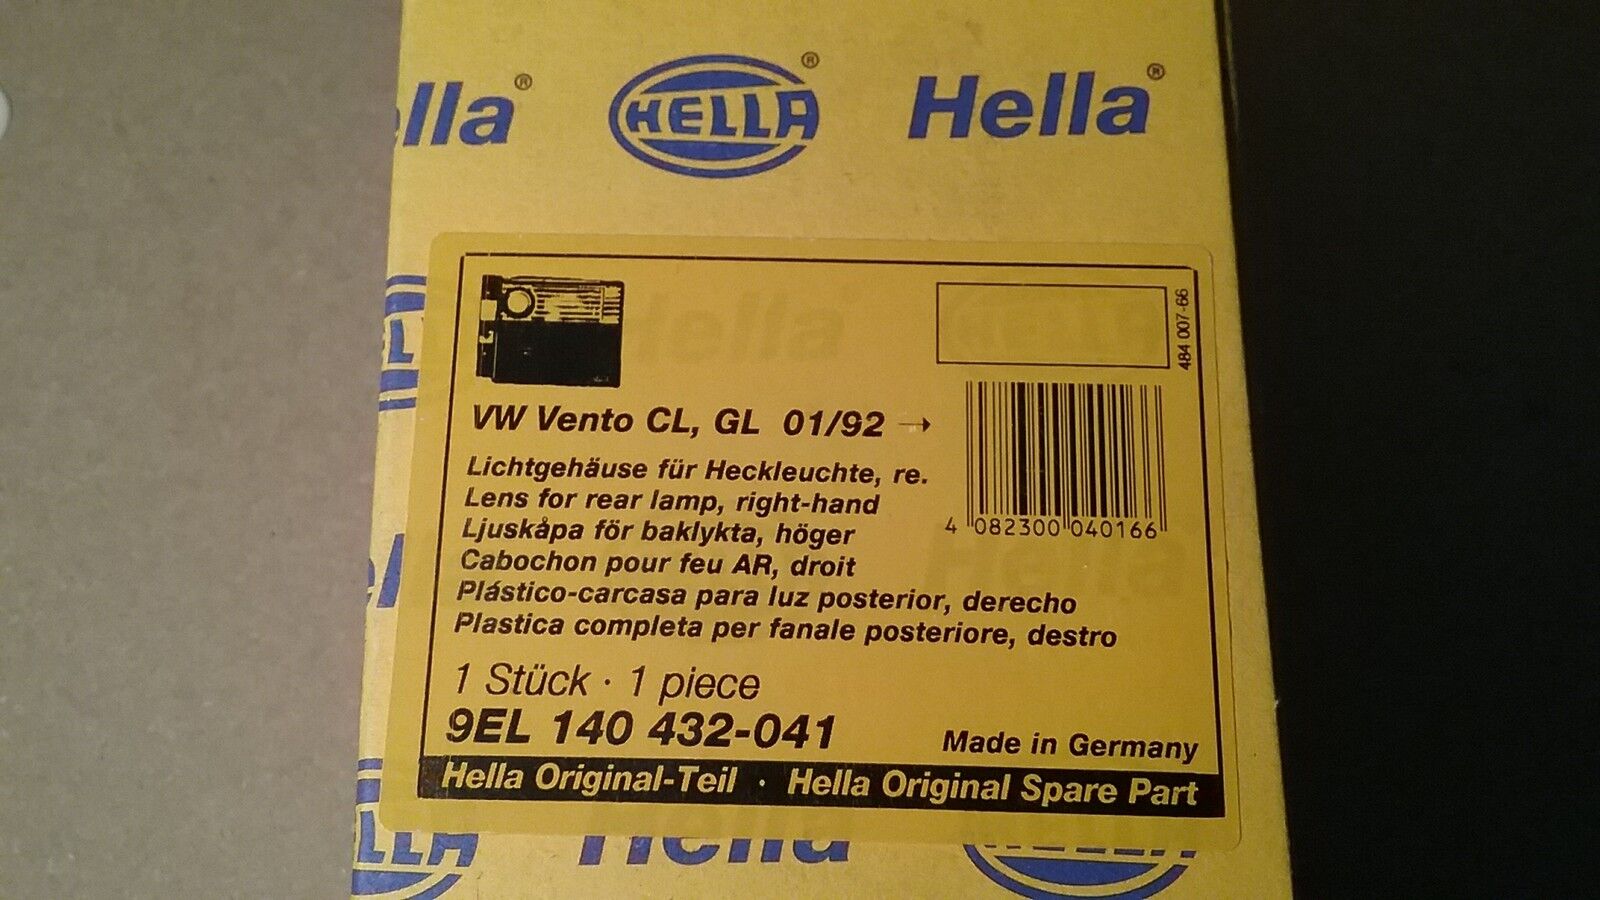 Hella®
HELLA®
Hella®
484 007-66
VW Vento CL, GL 01/92 →
Lichtgehäuse für Heckleuchte, re.
Lens for rear lamp, right-hand
Ljuskåpa för baklykta, höger
Cabochon pour feu AR, droit
Plástico-carcasa para luz posterior, derecho
Plastica completa per fanale posteriore, destro
4 082300 040166
1 Stück · 1 piece
9EL 140 432-041
Made in Germany
Hella Original-Teil · Hella Original Spare Part
Hella